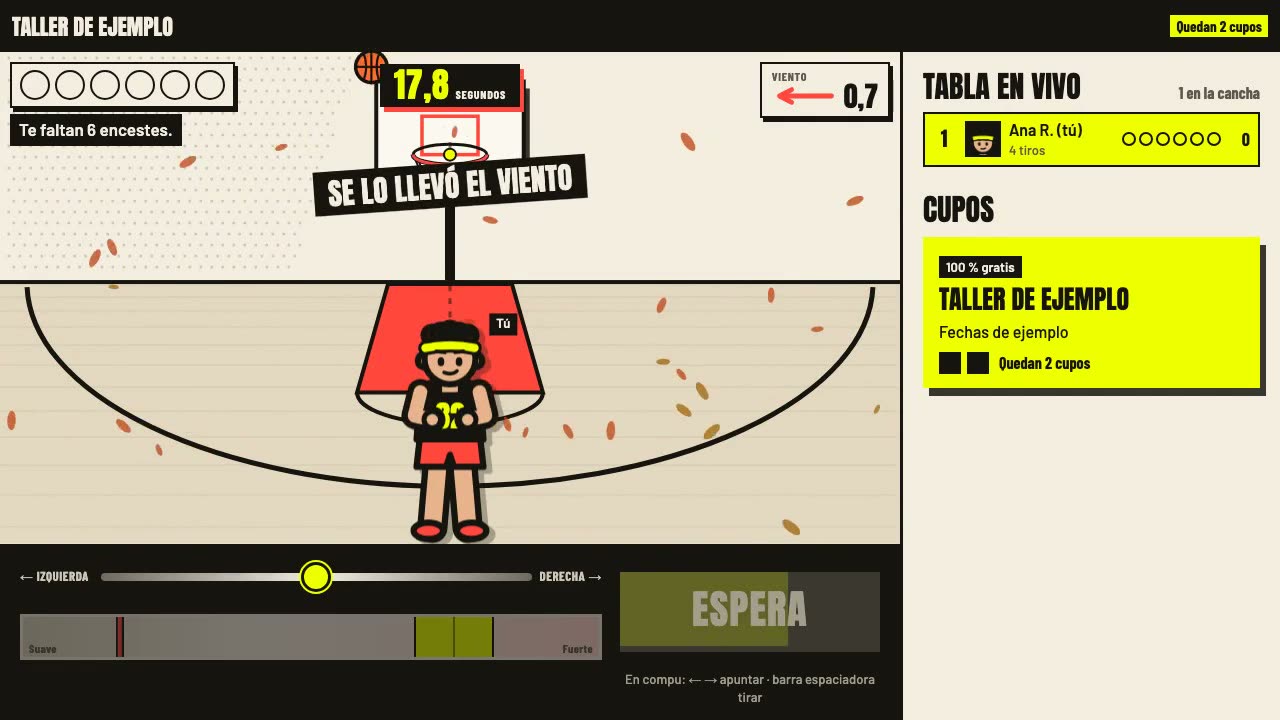 TALLER DE EJEMPLO
Quedan 2 cupos
17,8 SEGUNDOS
VIENTO
0,7
Te faltan 6 encestes.
SE LO LLEVÓ EL VIENTO
Tú
← IZQUIERDA
DERECHA →
Suave
Fuerte
ESPERA
En compu: ← → apuntar · barra espaciadora
tirar
TABLA EN VIVO
1 en la cancha
1
Ana R. (tú)
4 tiros
0
CUPOS
100 % gratis
TALLER DE EJEMPLO
Fechas de ejemplo
Quedan 2 cupos